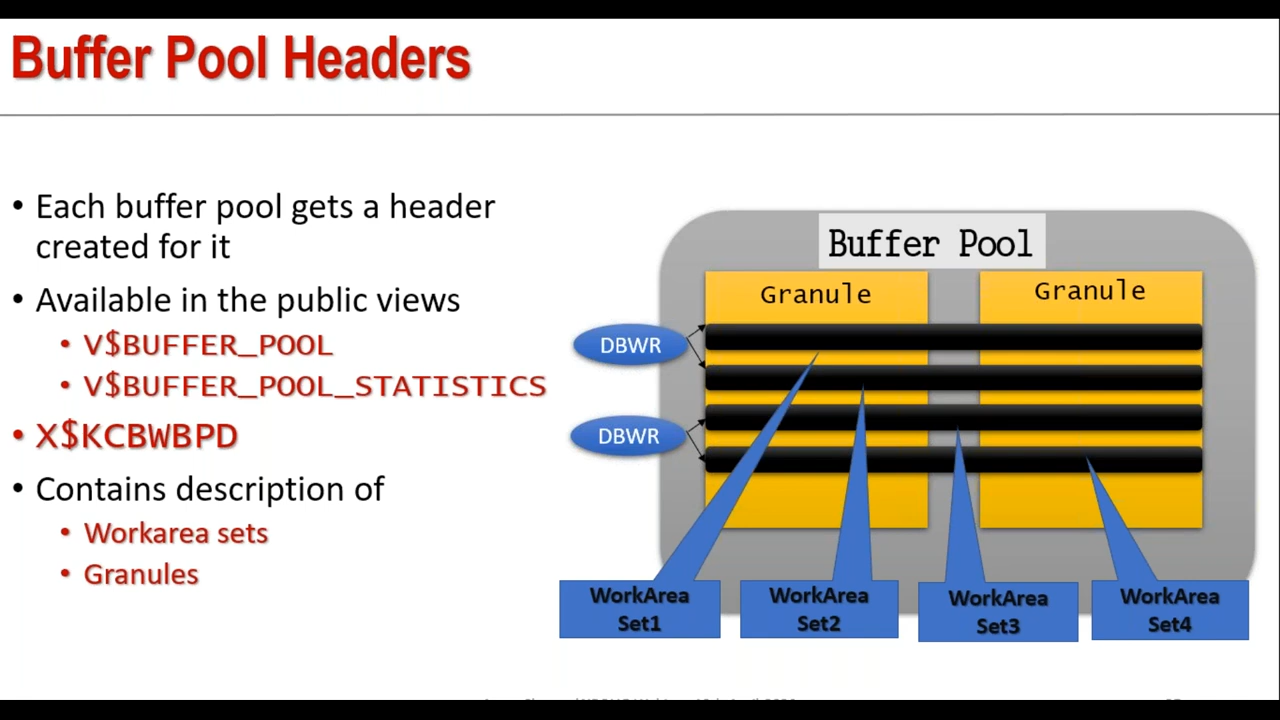 Buffer Pool Headers
• Each buffer pool gets a header
created for it
• Available in the public views
• V$BUFFER_POOL
• V$BUFFER_POOL_STATISTICS
• X$KCBWBPD
• Contains description of
• Workarea sets
• Granules
Buffer Pool
Granule
Granule
DBWR
DBWR
WorkArea
Set1
WorkArea
Set2
WorkArea
Set3
WorkArea
Set4